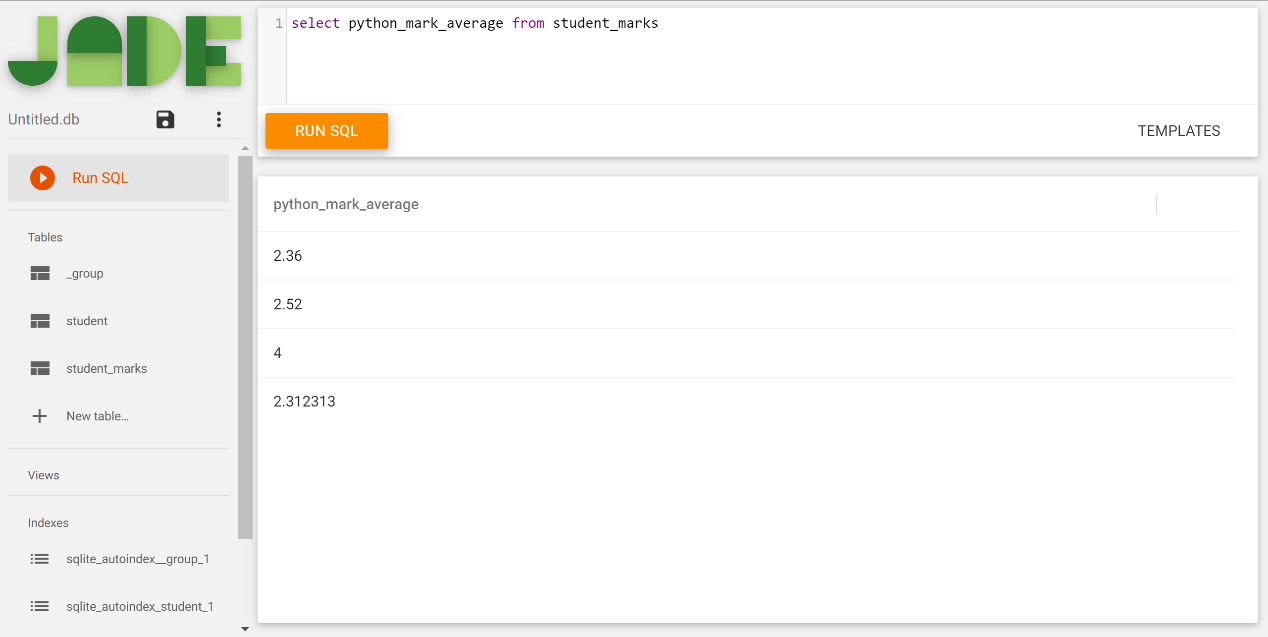 JADE
Untitled.db
Run SQL
Tables
_group
student
student_marks
New table...
Views
Indexes
sqlite_autoindex__group_1
sqlite_autoindex_student_1
1 select python_mark_average from student_marks
RUN SQL
TEMPLATES
python_mark_average
2.36
2.52
4
2.312313